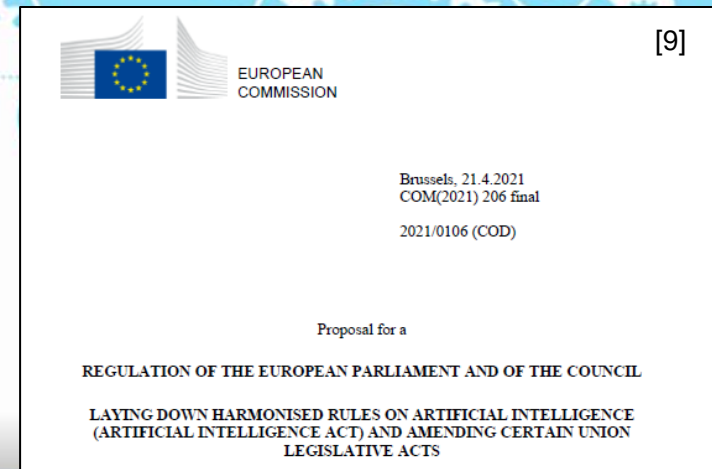 [9]
EUROPEAN
COMMISSION
Brussels, 21.4.2021
COM(2021) 206 final
2021/0106 (COD)
Proposal for a
REGULATION OF THE EUROPEAN PARLIAMENT AND OF THE COUNCIL
LAYING DOWN HARMONISED RULES ON ARTIFICIAL INTELLIGENCE
(ARTIFICIAL INTELLIGENCE ACT) AND AMENDING CERTAIN UNION
LEGISLATIVE ACTS